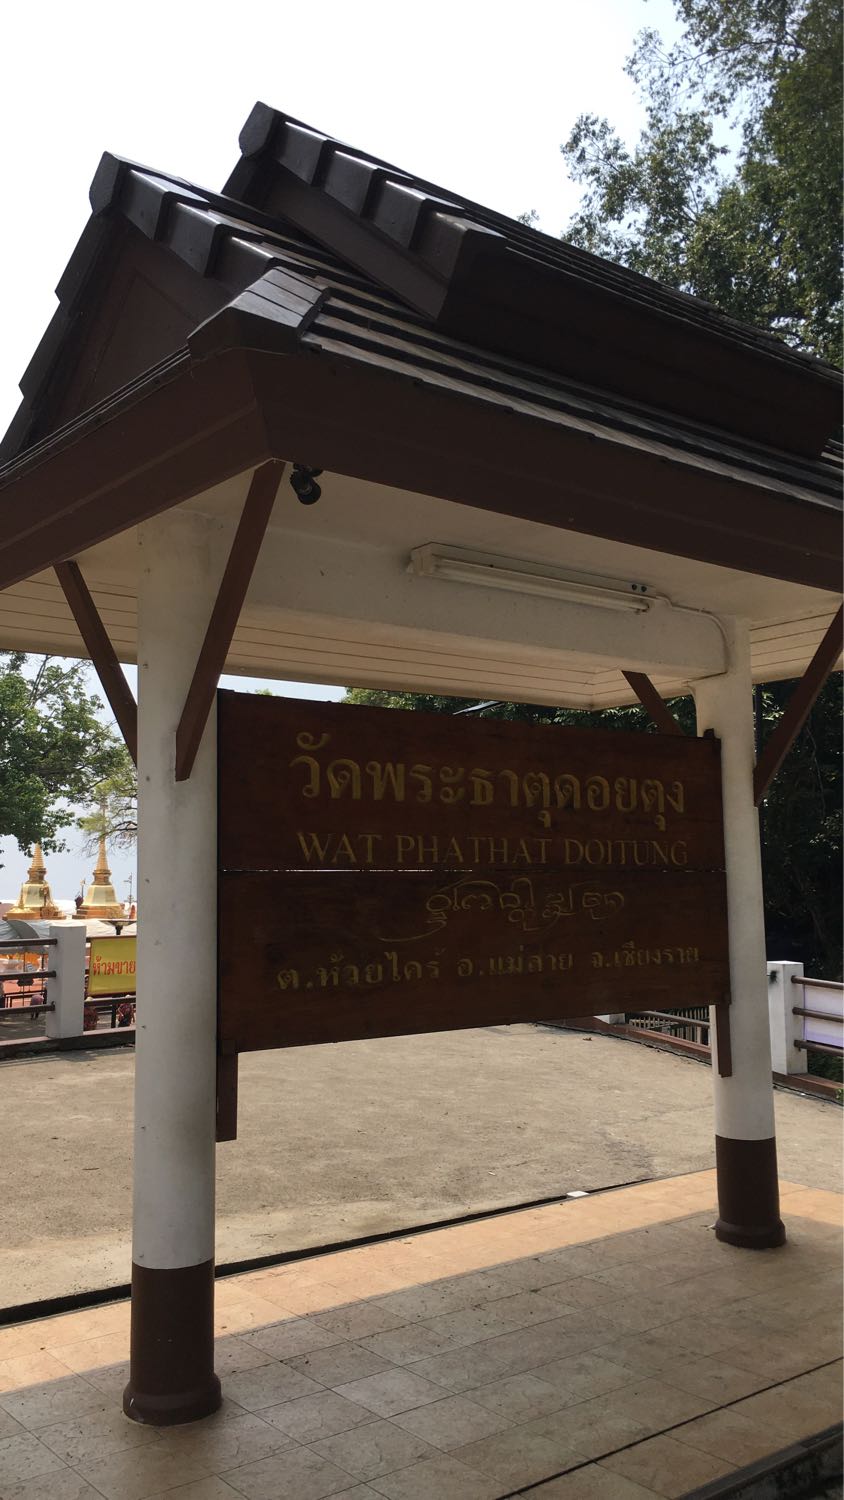 วัดพระธาตุดอยตุง
WAT PHATHAT DOITUNG
ต.ห้วยไคร้ อ.แม่สาย จ.เชียงราย
ห้ามขาย